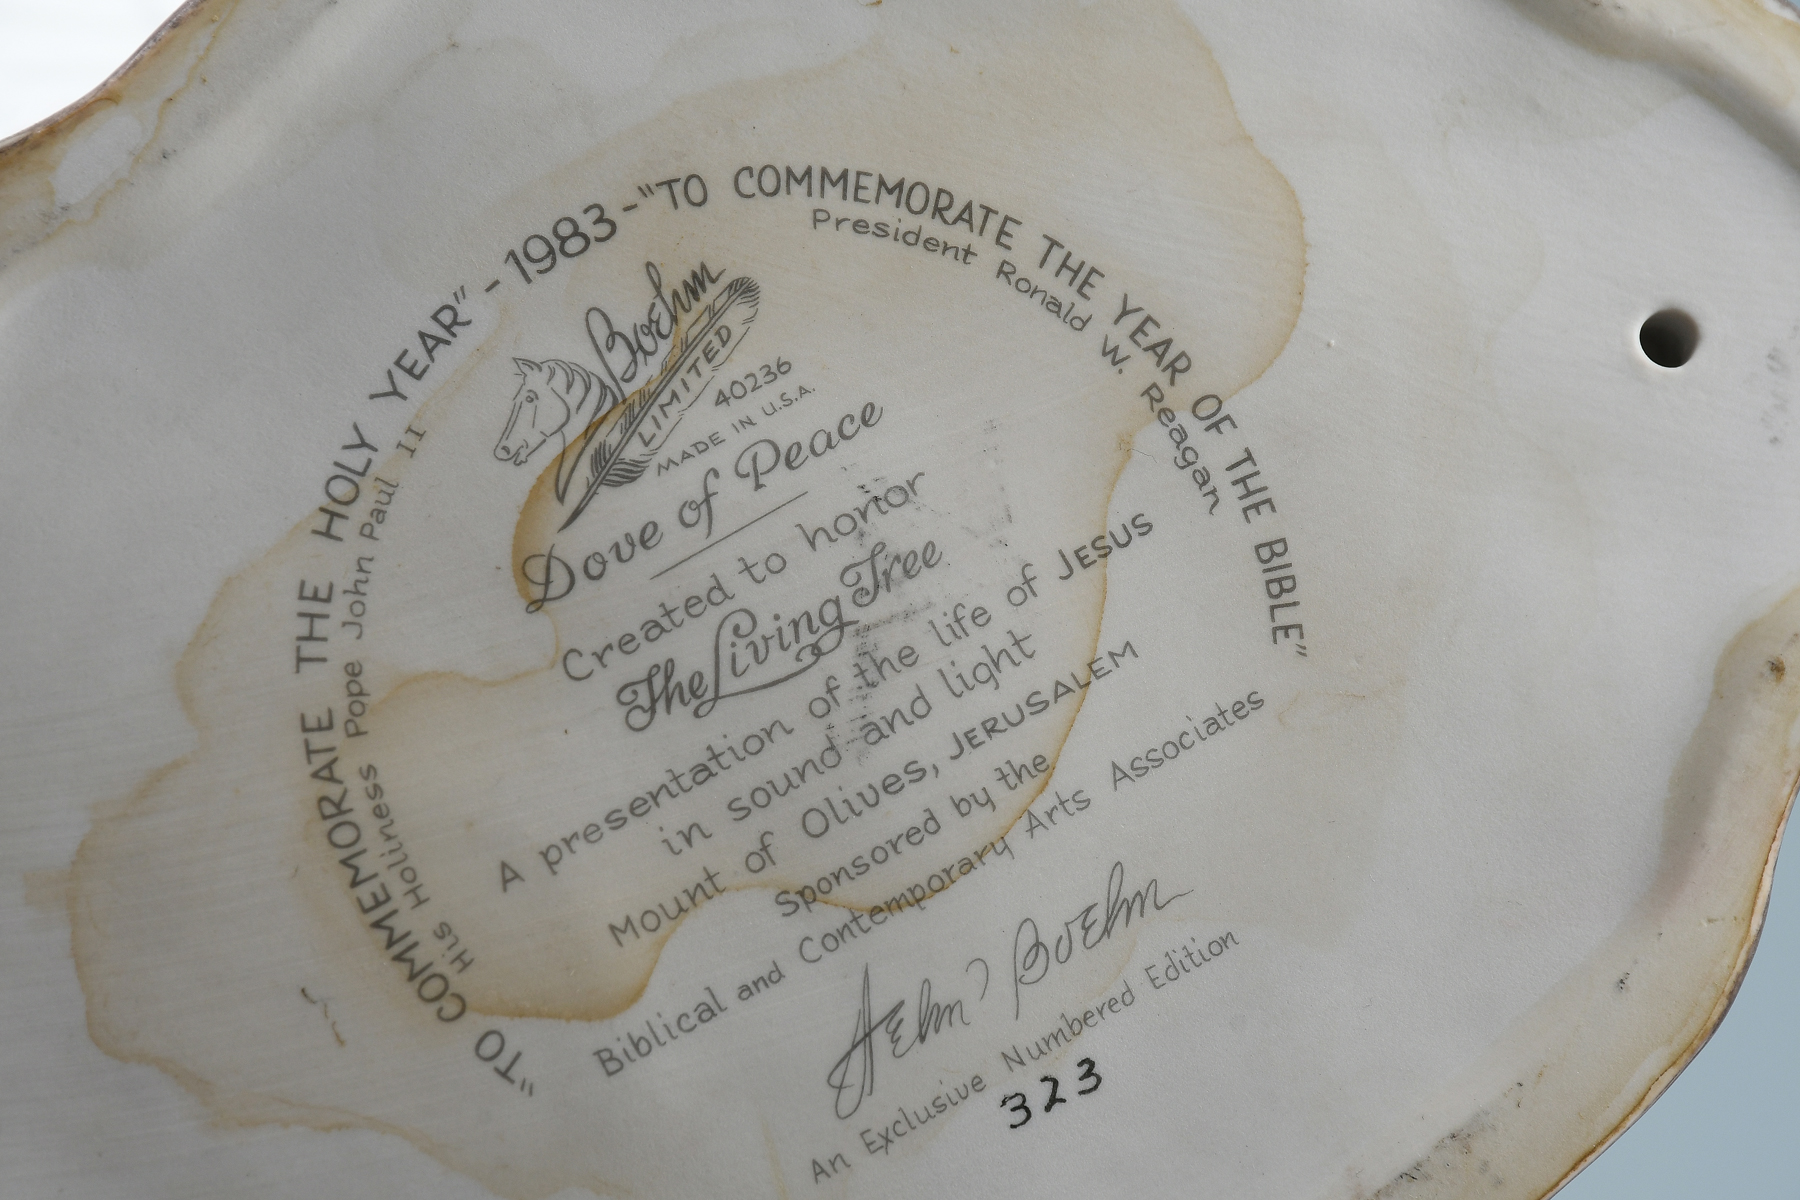 "TO COMMEMORATE THE HOLY YEAR" - 1983 - "TO COMMEMORATE THE YEAR OF THE BIBLE"
His Holiness Pope John Paul II
President Ronald W. Reagan
Boehm
LIMITED
40236
MADE IN U.S.A.
Dove of Peace
Created to honor
The Living Tree
A presentation of the life of JESUS
in sound and light
Mount of Olives, JERUSALEM
Sponsored by the
Biblical and Contemporary Arts Associates
Helen Boehm
An Exclusive Numbered Edition
323